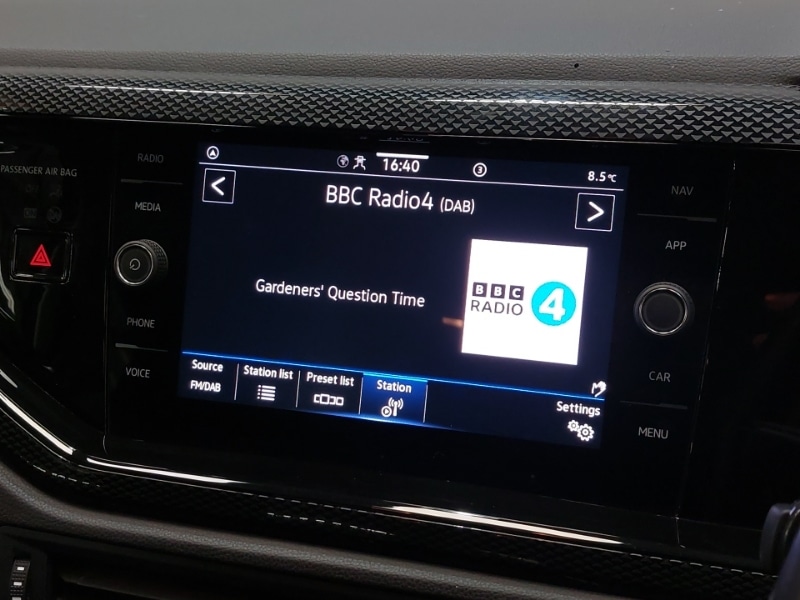 PASSENGER AIR BAG
RADIO
MEDIA
PHONE
VOICE
16:40
3
8.5°C
<
BBC Radio4 (DAB)
>
Gardeners' Question Time
BBC
RADIO 4
Source
FM/DAB
Station list
Preset list
Station
Settings
NAV
APP
CAR
MENU